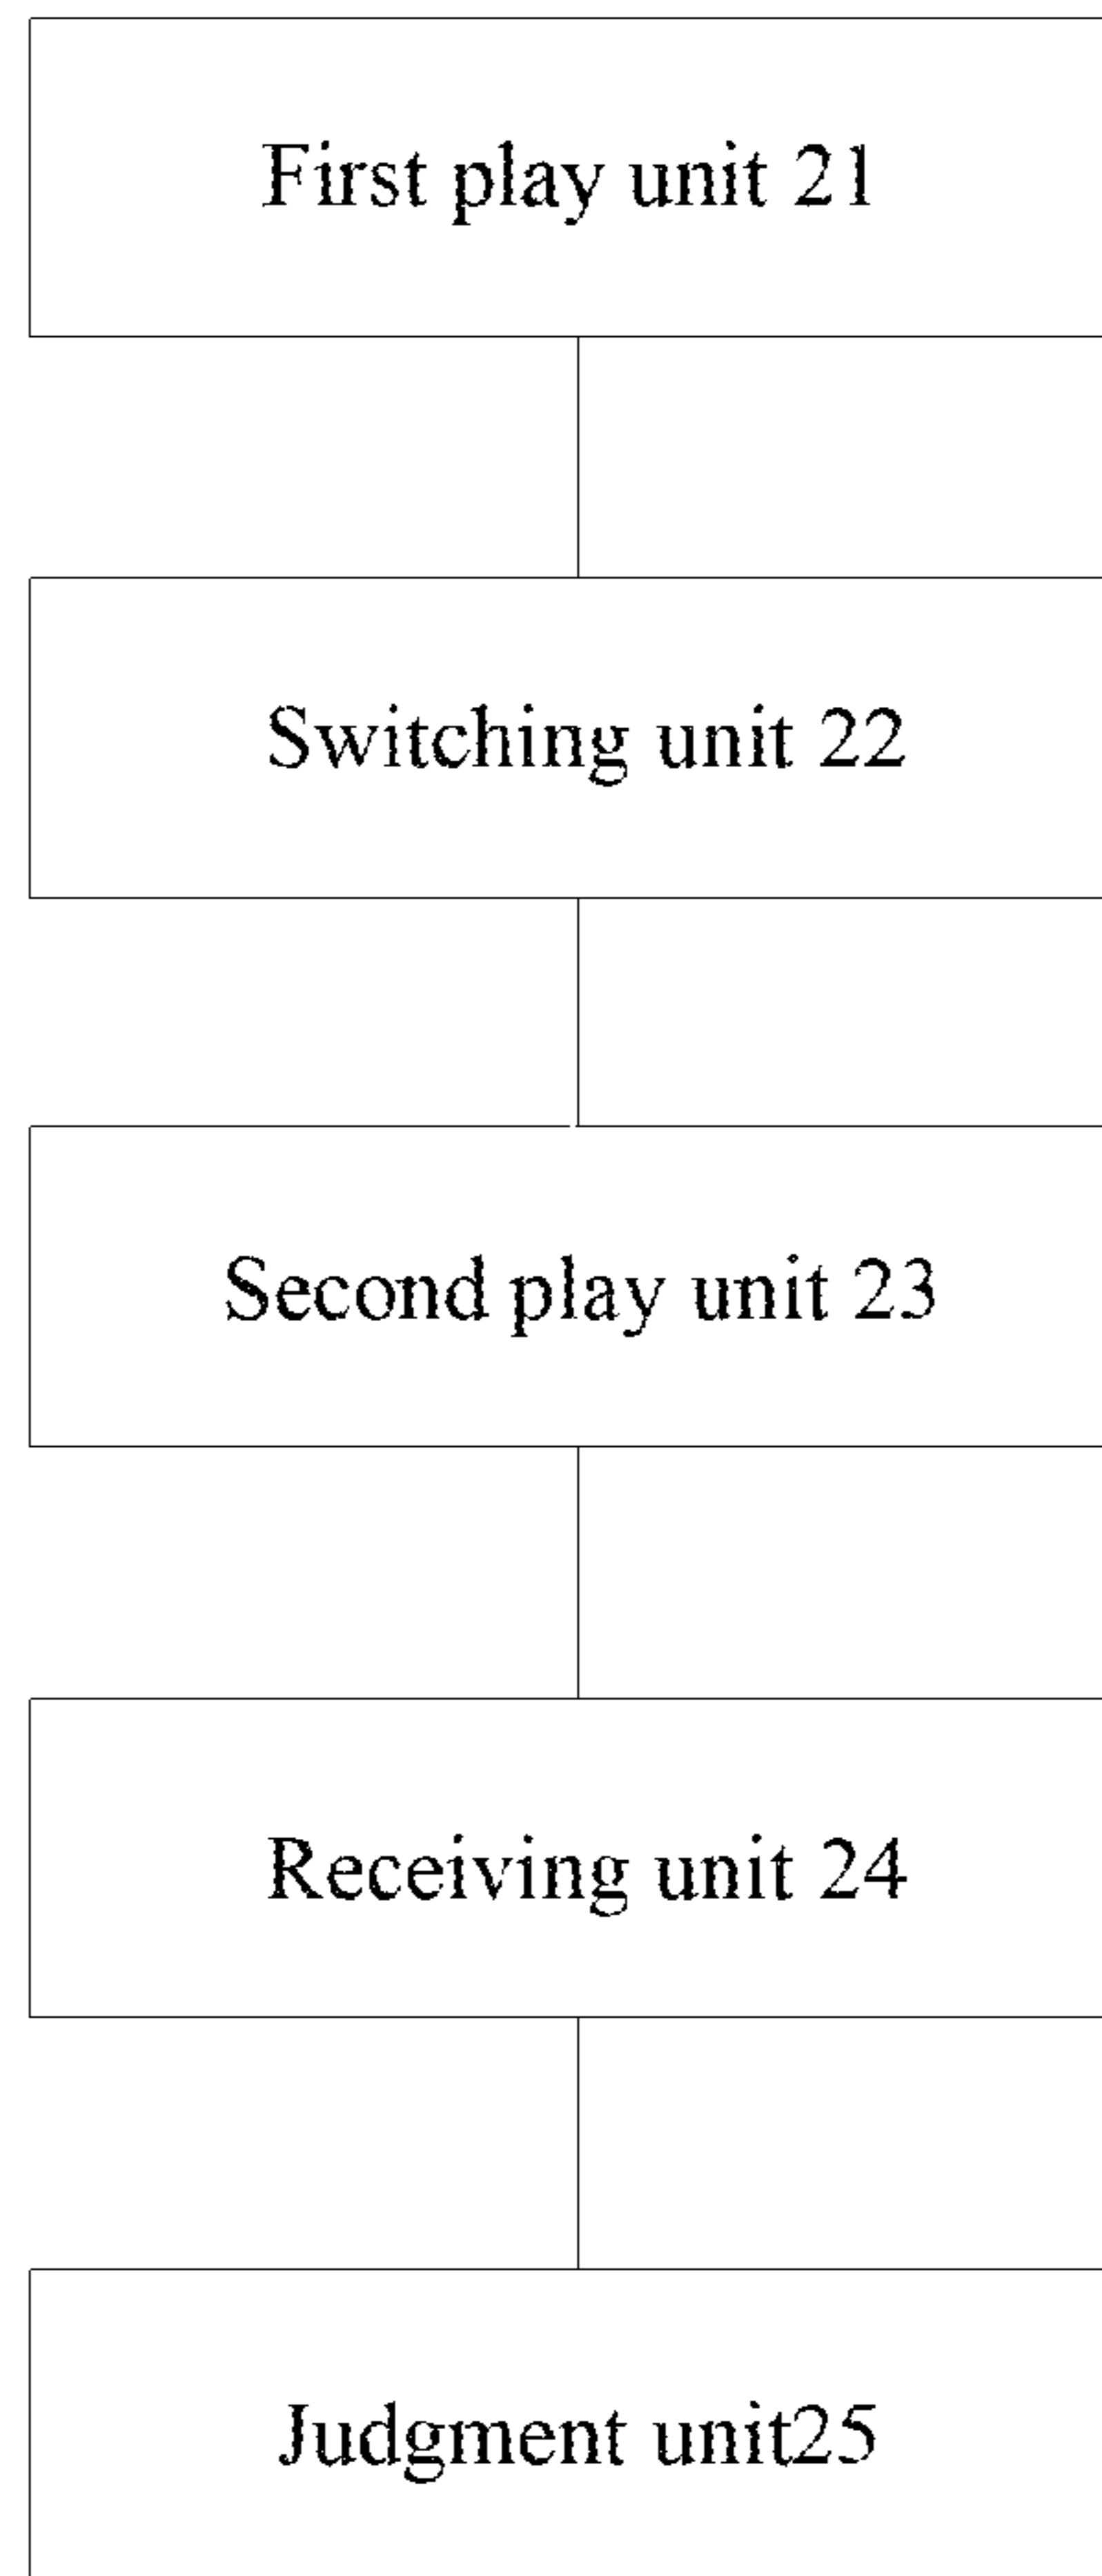 First play unit 21
Switching unit 22
Second play unit 23
Receiving unit 24
Judgment unit25